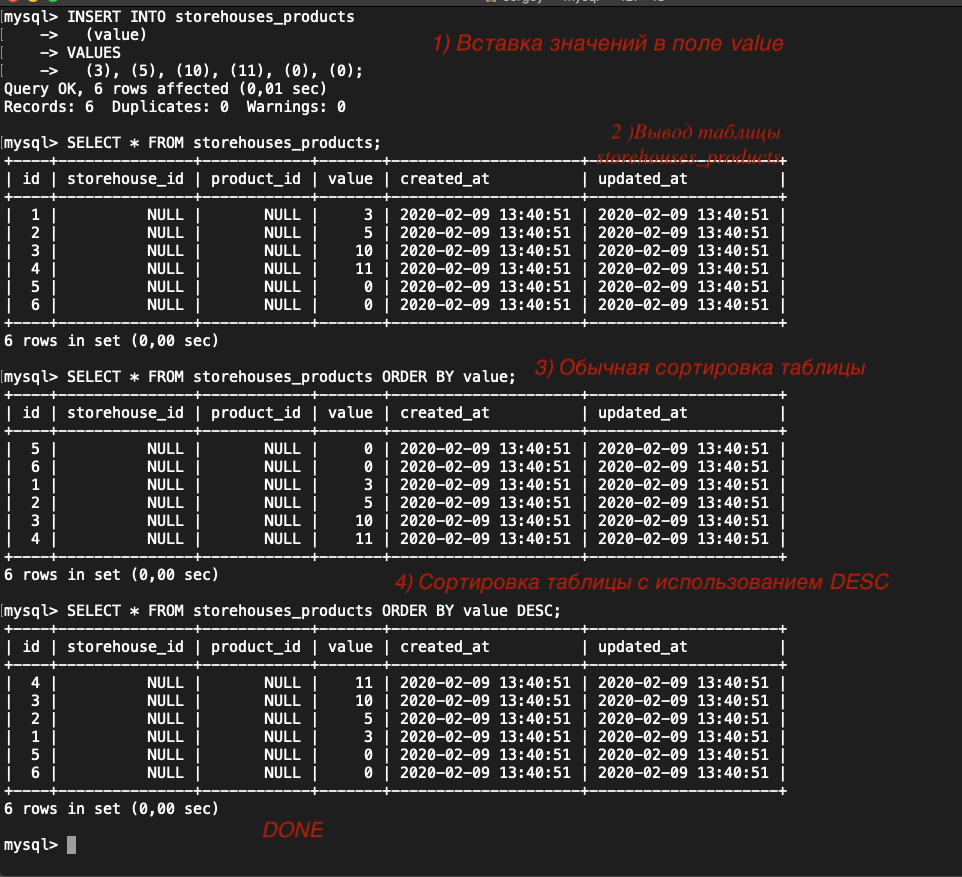 mysql> INSERT INTO storehouses_products
    ->   (value)
1) Вставка значений в поле value
    -> VALUES
    ->   (3), (5), (10), (11), (0), (0);
Query OK, 6 rows affected (0,01 sec)
Records: 6  Duplicates: 0  Warnings: 0
2 )Вывод таблицы
storehouses_products
mysql> SELECT * FROM storehouses_products;
+----+---------------+------------+-------+---------------------+---------------------+
| id | storehouse_id | product_id | value | created_at          | updated_at          |
+----+---------------+------------+-------+---------------------+---------------------+
|  1 |          NULL |       NULL |     3 | 2020-02-09 13:40:51 | 2020-02-09 13:40:51 |
|  2 |          NULL |       NULL |     5 | 2020-02-09 13:40:51 | 2020-02-09 13:40:51 |
|  3 |          NULL |       NULL |    10 | 2020-02-09 13:40:51 | 2020-02-09 13:40:51 |
|  4 |          NULL |       NULL |    11 | 2020-02-09 13:40:51 | 2020-02-09 13:40:51 |
|  5 |          NULL |       NULL |     0 | 2020-02-09 13:40:51 | 2020-02-09 13:40:51 |
|  6 |          NULL |       NULL |     0 | 2020-02-09 13:40:51 | 2020-02-09 13:40:51 |
+----+---------------+------------+-------+---------------------+---------------------+
6 rows in set (0,00 sec)
3) Обычная сортировка таблицы
mysql> SELECT * FROM storehouses_products ORDER BY value;
+----+---------------+------------+-------+---------------------+---------------------+
| id | storehouse_id | product_id | value | created_at          | updated_at          |
+----+---------------+------------+-------+---------------------+---------------------+
|  5 |          NULL |       NULL |     0 | 2020-02-09 13:40:51 | 2020-02-09 13:40:51 |
|  6 |          NULL |       NULL |     0 | 2020-02-09 13:40:51 | 2020-02-09 13:40:51 |
|  1 |          NULL |       NULL |     3 | 2020-02-09 13:40:51 | 2020-02-09 13:40:51 |
|  2 |          NULL |       NULL |     5 | 2020-02-09 13:40:51 | 2020-02-09 13:40:51 |
|  3 |          NULL |       NULL |    10 | 2020-02-09 13:40:51 | 2020-02-09 13:40:51 |
|  4 |          NULL |       NULL |    11 | 2020-02-09 13:40:51 | 2020-02-09 13:40:51 |
+----+---------------+------------+-------+---------------------+---------------------+
6 rows in set (0,00 sec)
4) Сортировка таблицы с использованием DESC
mysql> SELECT * FROM storehouses_products ORDER BY value DESC;
+----+---------------+------------+-------+---------------------+---------------------+
| id | storehouse_id | product_id | value | created_at          | updated_at          |
+----+---------------+------------+-------+---------------------+---------------------+
|  4 |          NULL |       NULL |    11 | 2020-02-09 13:40:51 | 2020-02-09 13:40:51 |
|  3 |          NULL |       NULL |    10 | 2020-02-09 13:40:51 | 2020-02-09 13:40:51 |
|  2 |          NULL |       NULL |     5 | 2020-02-09 13:40:51 | 2020-02-09 13:40:51 |
|  1 |          NULL |       NULL |     3 | 2020-02-09 13:40:51 | 2020-02-09 13:40:51 |
|  5 |          NULL |       NULL |     0 | 2020-02-09 13:40:51 | 2020-02-09 13:40:51 |
|  6 |          NULL |       NULL |     0 | 2020-02-09 13:40:51 | 2020-02-09 13:40:51 |
+----+---------------+------------+-------+---------------------+---------------------+
6 rows in set (0,00 sec)
DONE
mysql>